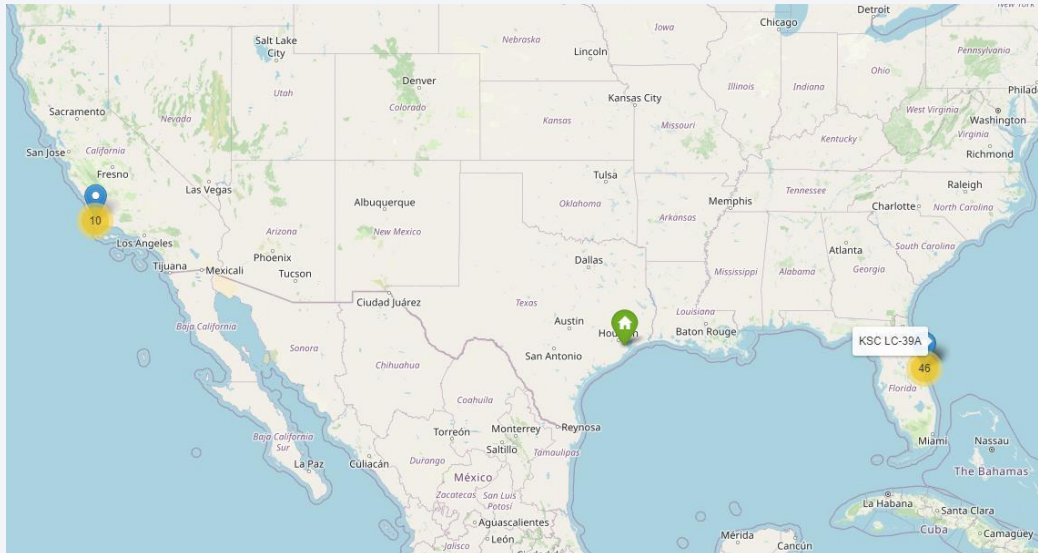 Detroit
New York
Chicago
Iowa
Nebraska
Salt Lake
City
Lincoln
Pennsylvania
Ohio
Utah
Denver
Illinois
Indiana
Philad
Kansas City
Sacramento
Nevada
Colorado
West Virginia
Washington
Kansas
Missouri
Virginia
Kentucky
San Jose
California
Richmond
Fresno
Tulsa
Las Vegas
Raleigh
Tennessee
Albuquerque
Oklahoma
Memphis
Charlotte
North Carolina
10
Arkansas
Arizona
New Mexico
South Carolina
Los Angeles
Atlanta
Phoenix
Dallas
Tijuana
Mexicali
Tucson
Mississippi
Alabama
Georgia
Ciudad Juárez
Texas
Louisiana
Austin
Baja California
Houston
Baton Rouge
KSC LC-39A
Sonora
San Antonio
Chihuahua
46
Florida
Coahuila
Reynosa
Torreón
Monterrey
Baja California
Sur
Saltillo
Tamaulipas
Miami
Nassau
Durango
La Paz
Culiacán
The Bahamas
México
Zacatecas
San Luis
Potosí
La Habana
Santa Clara
Aguascalientes
Cuba
Camagüey
León
Mérida
Jalisco
Cancún